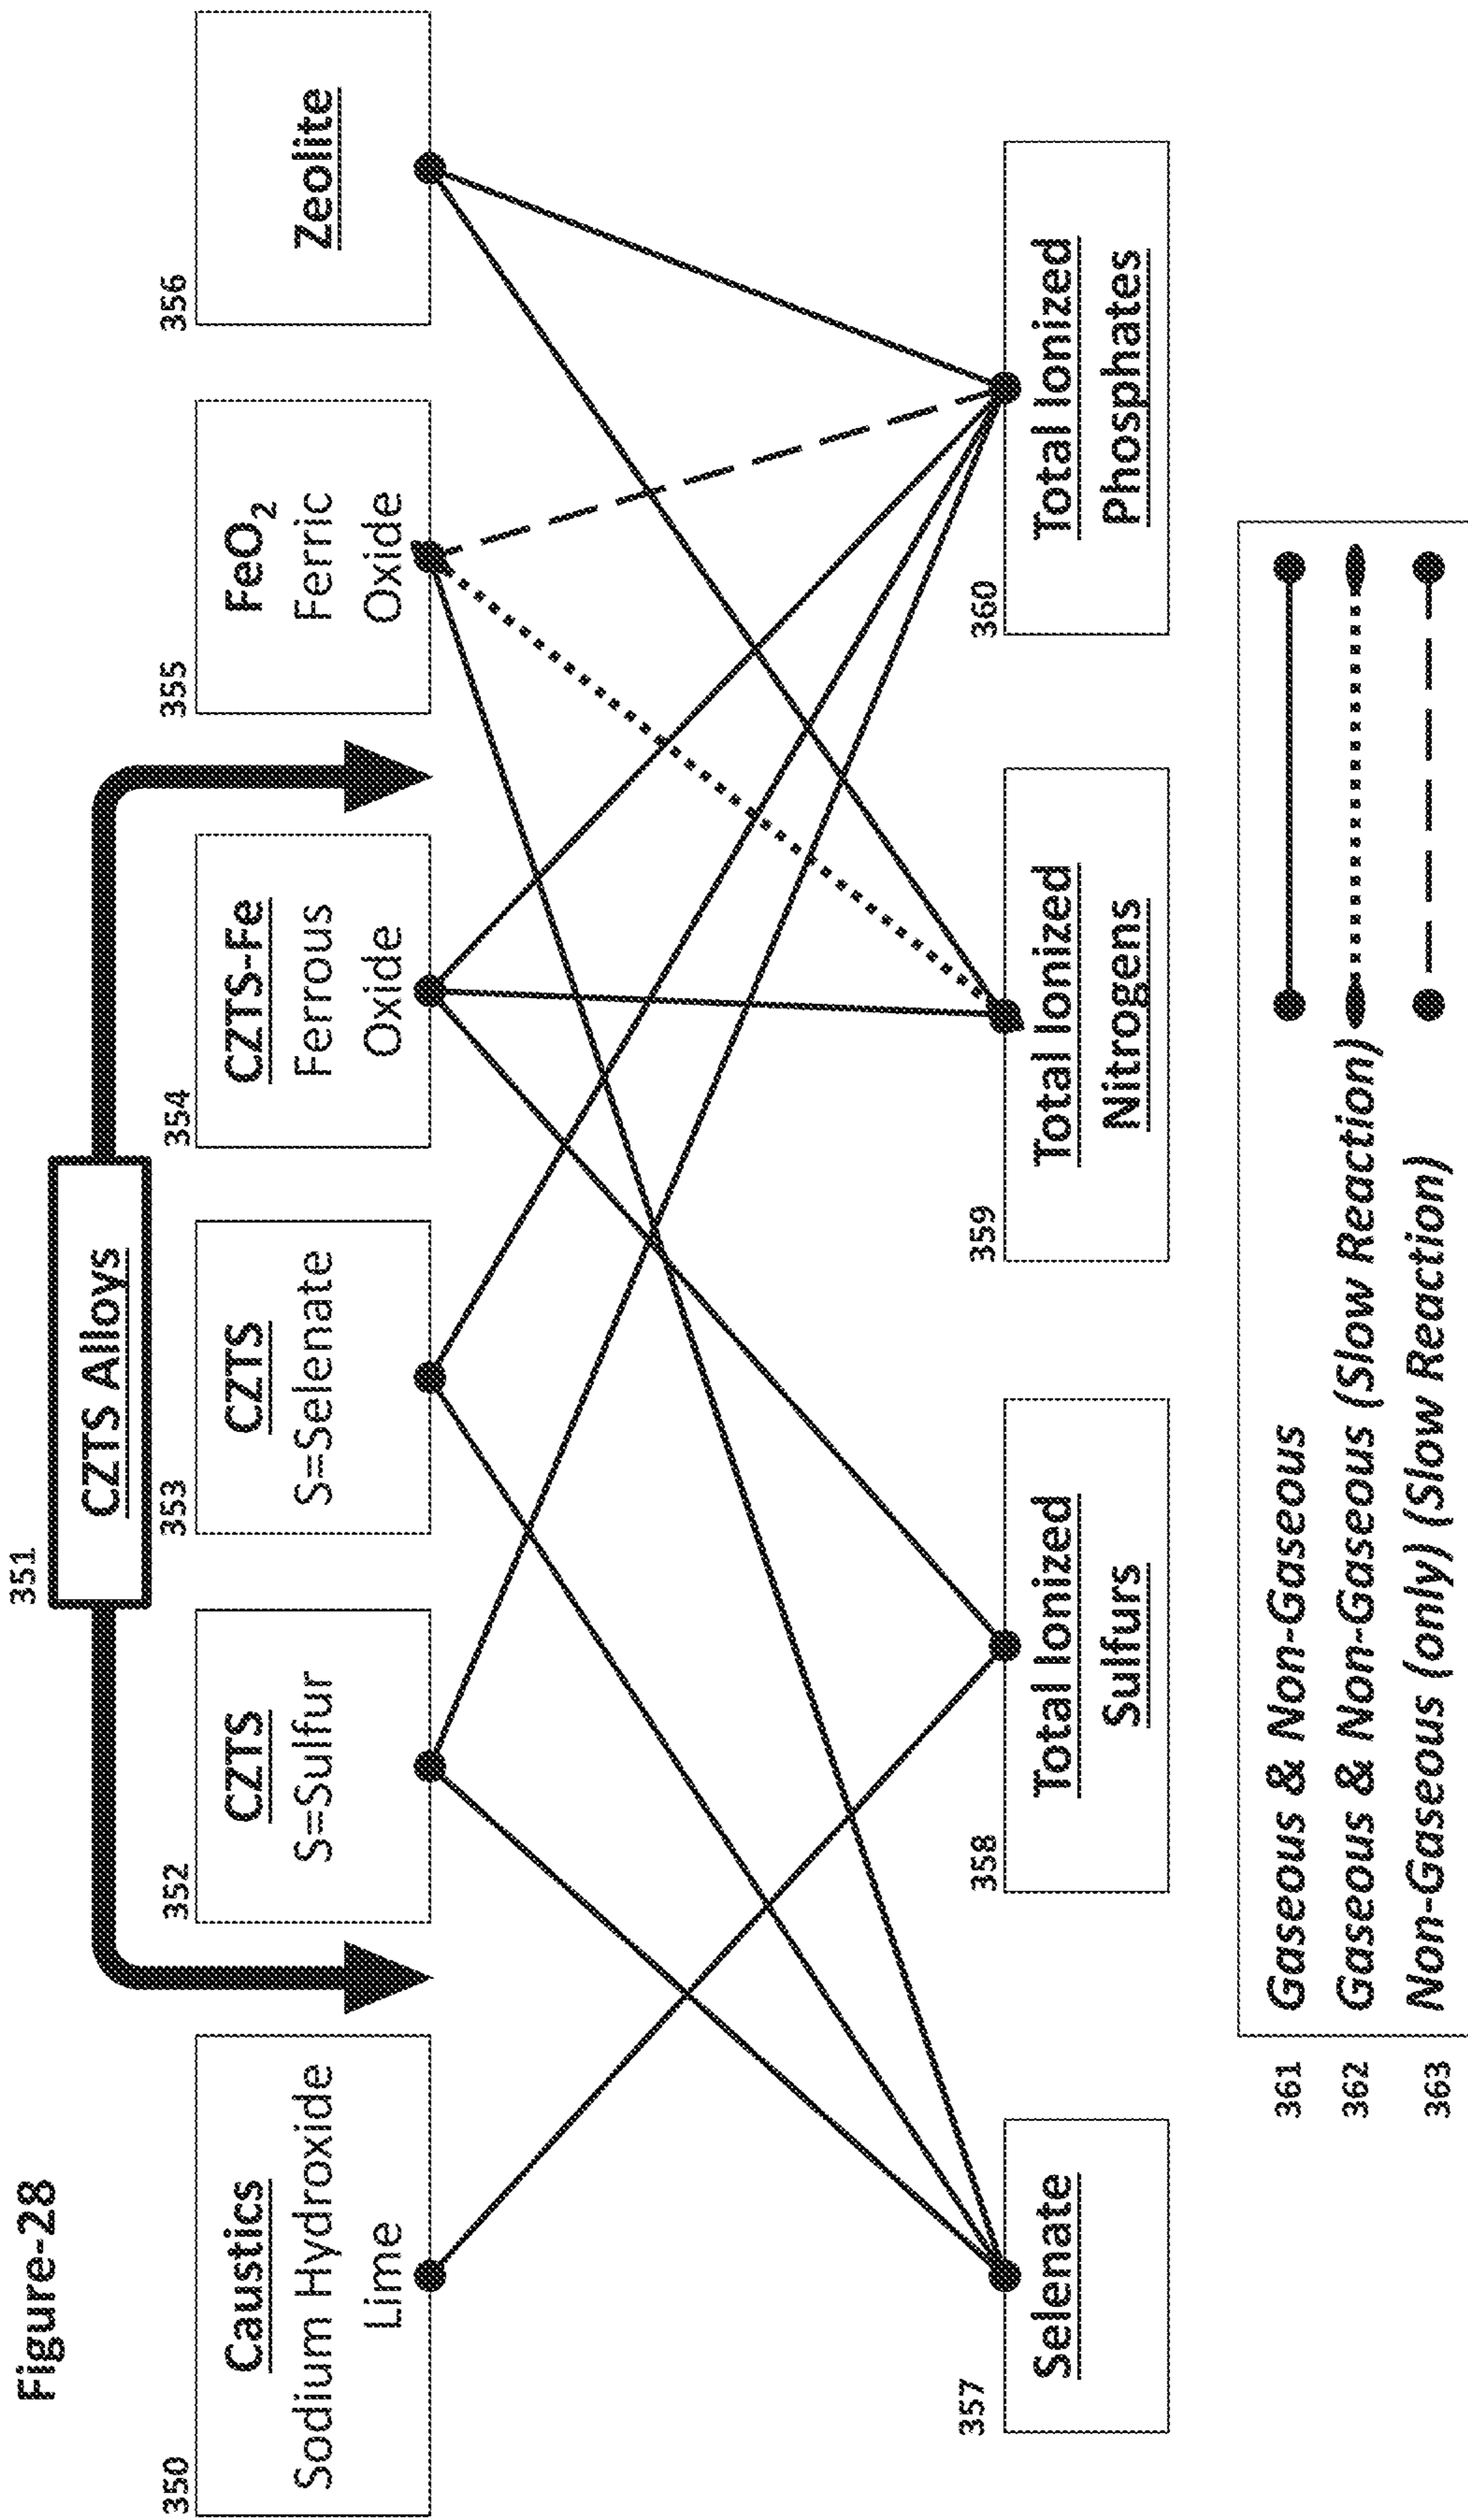 Figure-28
351
CZTS Alloys
350
Caustics
Sodium Hydroxide
Lime
352
CZTS
S=Sulfur
353
CZTS
S=Selenate
354
CZTS-Fe
Ferrous
Oxide
355
FeO₂
Ferric
Oxide
356
Zeolite
357
Selenate
358
Total Ionized
Sulfurs
359
Total Ionized
Nitrogens
360
Total Ionized
Phosphates
361
Gaseous & Non-Gaseous
362
Gaseous & Non-Gaseous (Slow Reaction)
363
Non-Gaseous (only) (Slow Reaction)